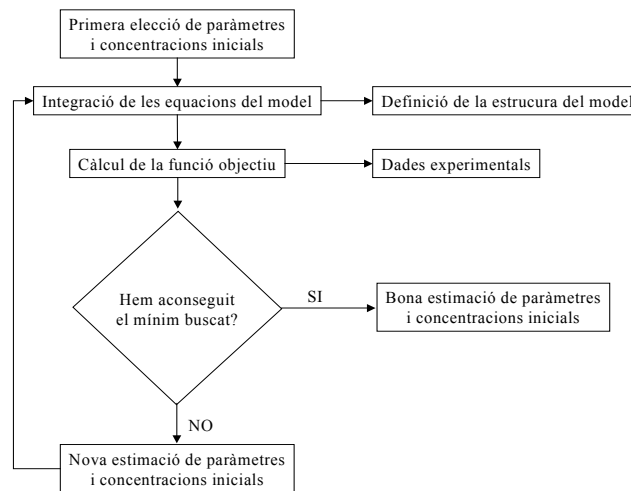 Primera elecció de paràmetres
i concentracions inicials
Integració de les equacions del model
Definició de la estrucura del model
Càlcul de la funció objectiu
Dades experimentals
Hem aconseguit
el mínim buscat?
SI
Bona estimació de paràmetres
i concentracions inicials
NO
Nova estimació de paràmetres
i concentracions inicials